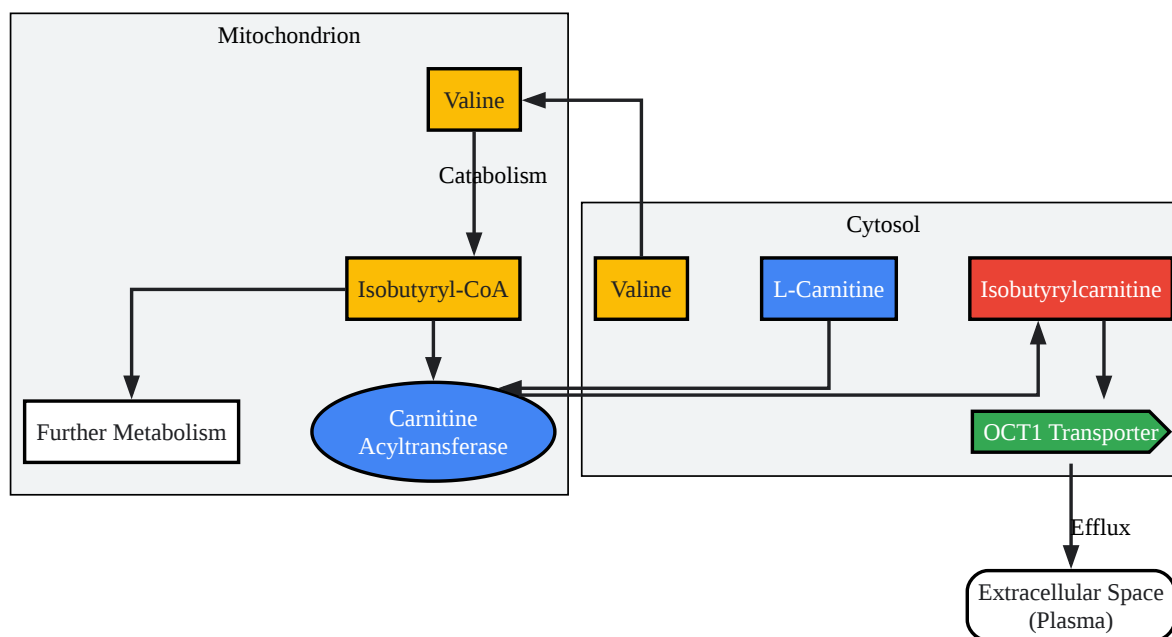 Mitochondrion
Valine
Catabolism
Cytosol
Isobutyryl-CoA
Valine
L-Carnitine
Isobutyrylcarnitine
Further Metabolism
Carnitine
Acyltransferase
OCT1 Transporter
Efflux
Extracellular Space
(Plasma)